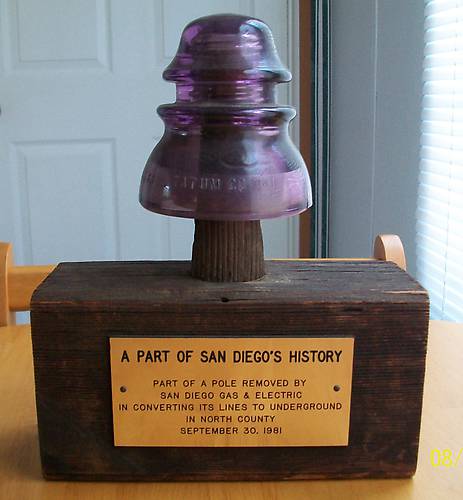 A PART OF SAN DIEGO'S HISTORY
PART OF A POLE REMOVED BY
SAN DIEGO GAS & ELECTRIC
IN CONVERTING ITS LINES TO UNDERGROUND
IN NORTH COUNTY
SEPTEMBER 30, 1981
08/